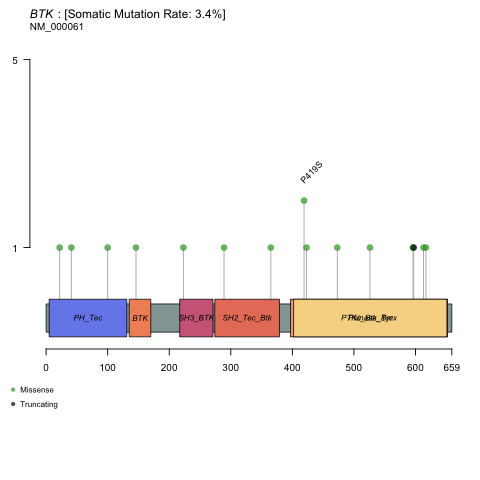 BTK : [Somatic Mutation Rate: 3.4%]
NM_000061
5
P419S
1
PH_Tec BTK SH3_BTK SH2_Tec_Btk
0 100 200 300 400 500 600 659
Missense
Truncating